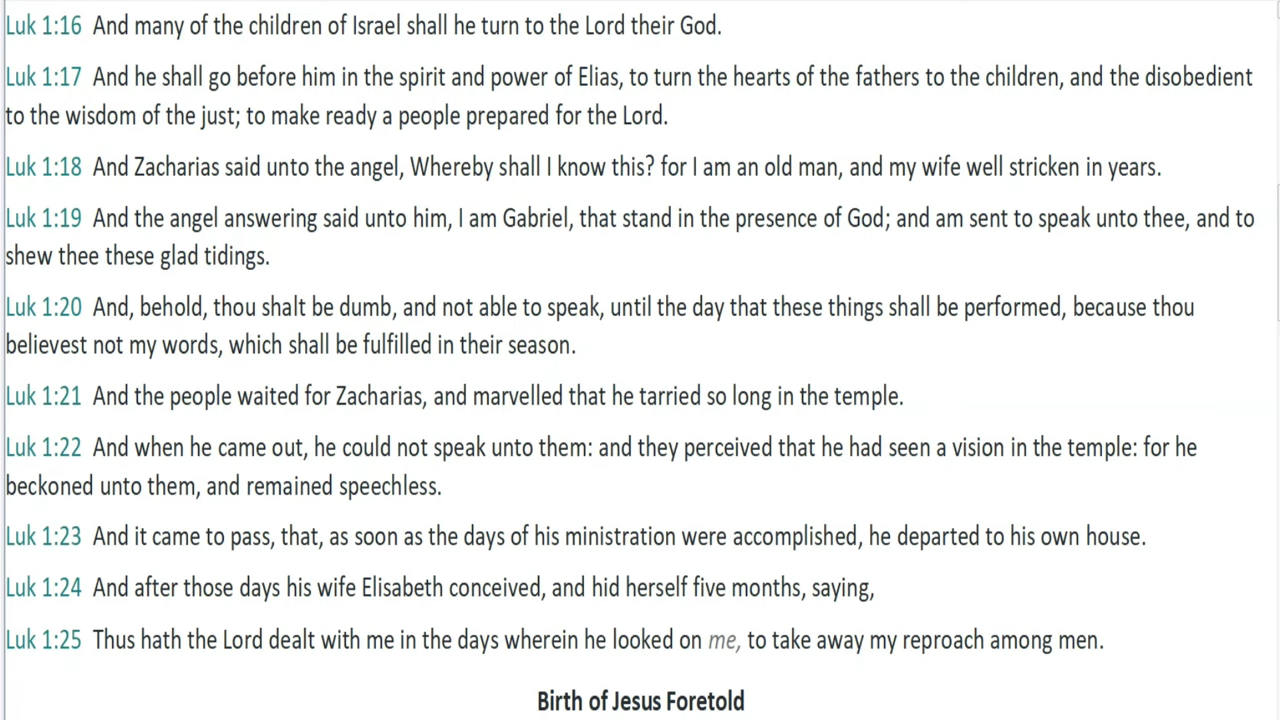 Luk 1:16 And many of the children of Israel shall he turn to the Lord their God.
Luk 1:17 And he shall go before him in the spirit and power of Elias, to turn the hearts of the fathers to the children, and the disobedient
to the wisdom of the just; to make ready a people prepared for the Lord.
Luk 1:18 And Zacharias said unto the angel, Whereby shall I know this? for I am an old man, and my wife well stricken in years.
Luk 1:19 And the angel answering said unto him, I am Gabriel, that stand in the presence of God; and am sent to speak unto thee, and to
shew thee these glad tidings.
Luk 1:20 And, behold, thou shalt be dumb, and not able to speak, until the day that these things shall be performed, because thou
believest not my words, which shall be fulfilled in their season.
Luk 1:21 And the people waited for Zacharias, and marvelled that he tarried so long in the temple.
Luk 1:22 And when he came out, he could not speak unto them: and they perceived that he had seen a vision in the temple: for he
beckoned unto them, and remained speechless.
Luk 1:23 And it came to pass, that, as soon as the days of his ministration were accomplished, he departed to his own house.
Luk 1:24 And after those days his wife Elisabeth conceived, and hid herself five months, saying,
Luk 1:25 Thus hath the Lord dealt with me in the days wherein he looked on me, to take away my reproach among men.
Birth of Jesus Foretold